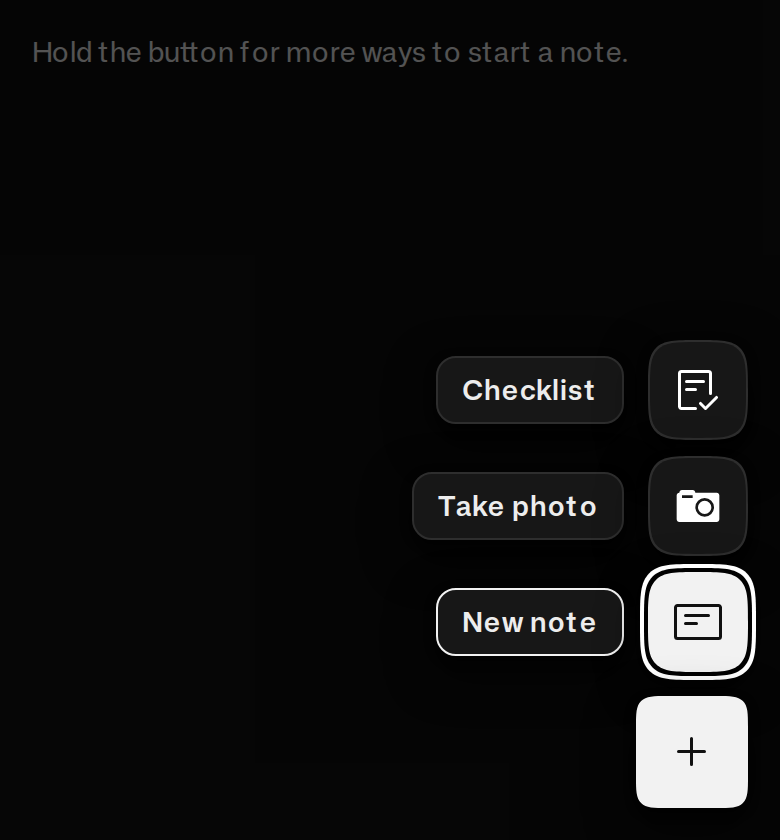 Hold the button for more ways to start a note.
Checklist
Take photo
New note